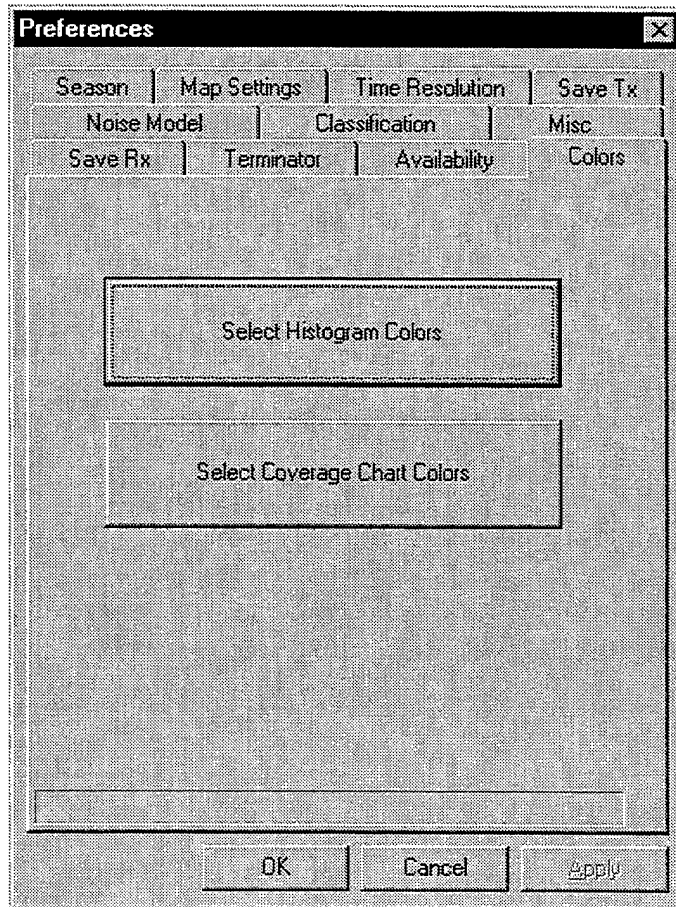 Preferences
Season Map Settings Time Resolution Save Tx
Noise Model Classification Misc
Save Rx Terminator Availability Colors
Select Histogram Colors
Select Coverage Chart Colors
OK Cancel Apply